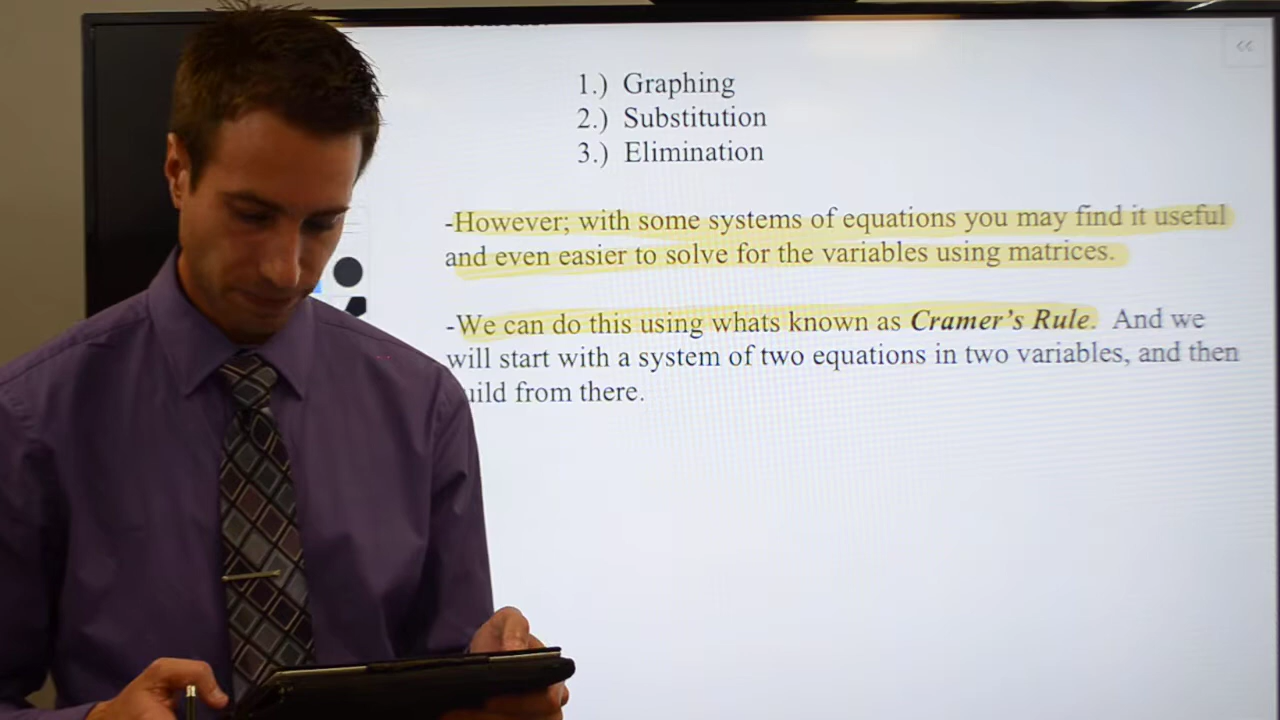 1.) Graphing
2.) Substitution
3.) Elimination
-However; with some systems of equations you may find it useful
and even easier to solve for the variables using matrices.
-We can do this using whats known as Cramer’s Rule. And we
will start with a system of two equations in two variables, and then
from there.